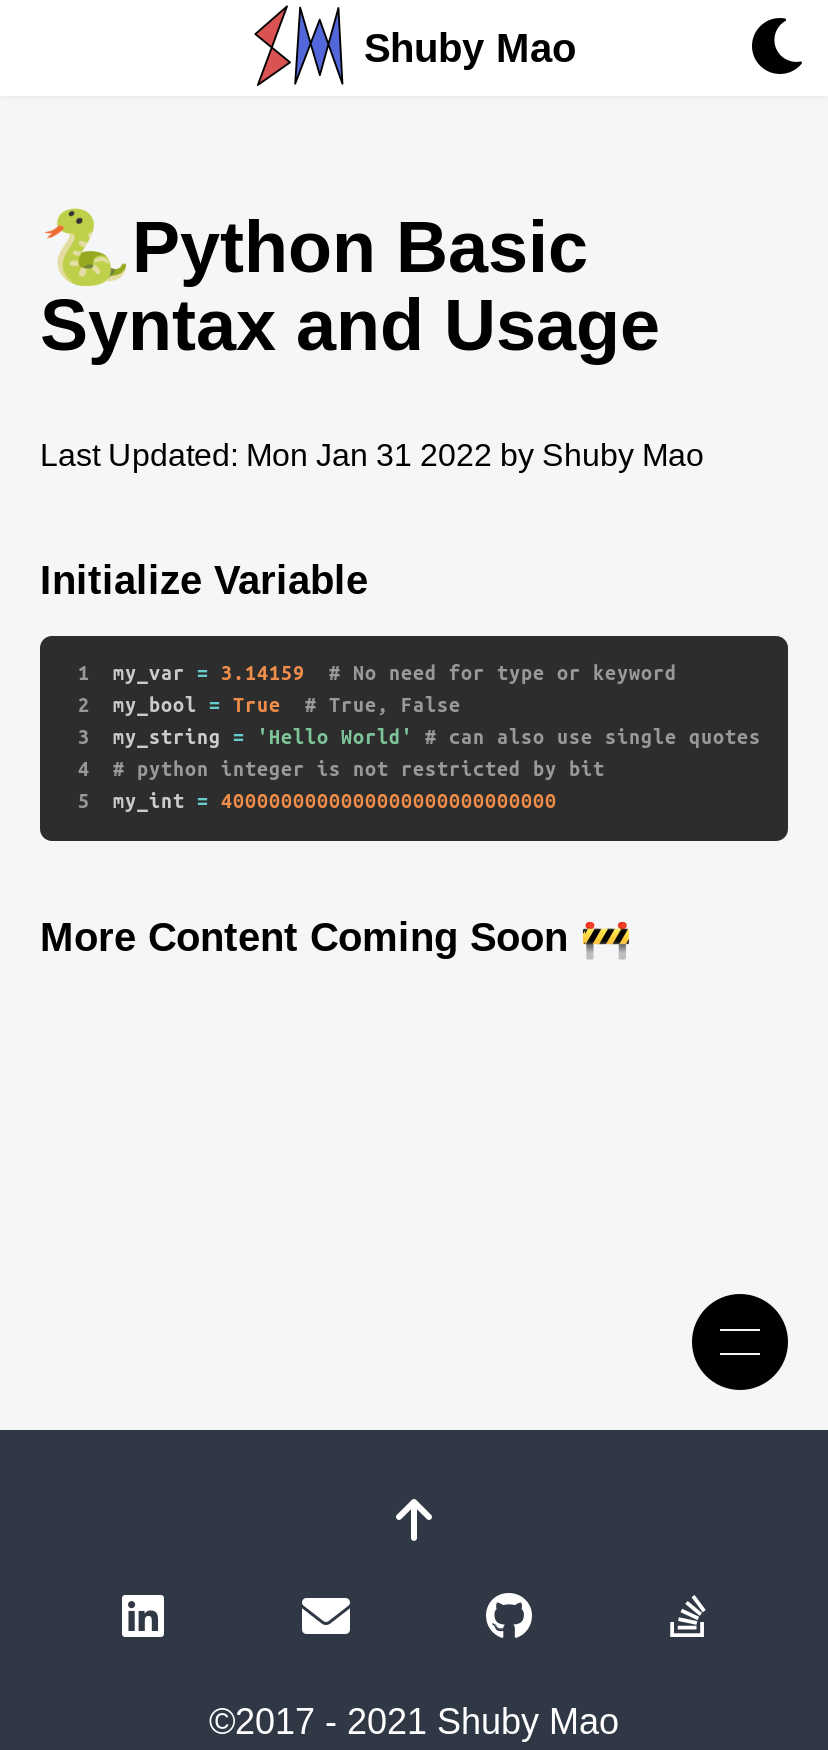 Shuby Mao
🐍Python Basic
Syntax and Usage
Last Updated: Mon Jan 31 2022 by Shuby Mao
Initialize Variable
1 my_var = 3.14159  # No need for type or keyword
2 my_bool = True  # True, False
3 my_string = 'Hello World' # can also use single quotes
4 # python integer is not restricted by bit
5 my_int = 4000000000000000000000000000
More Content Coming Soon 🚧
©2017 - 2021 Shuby Mao